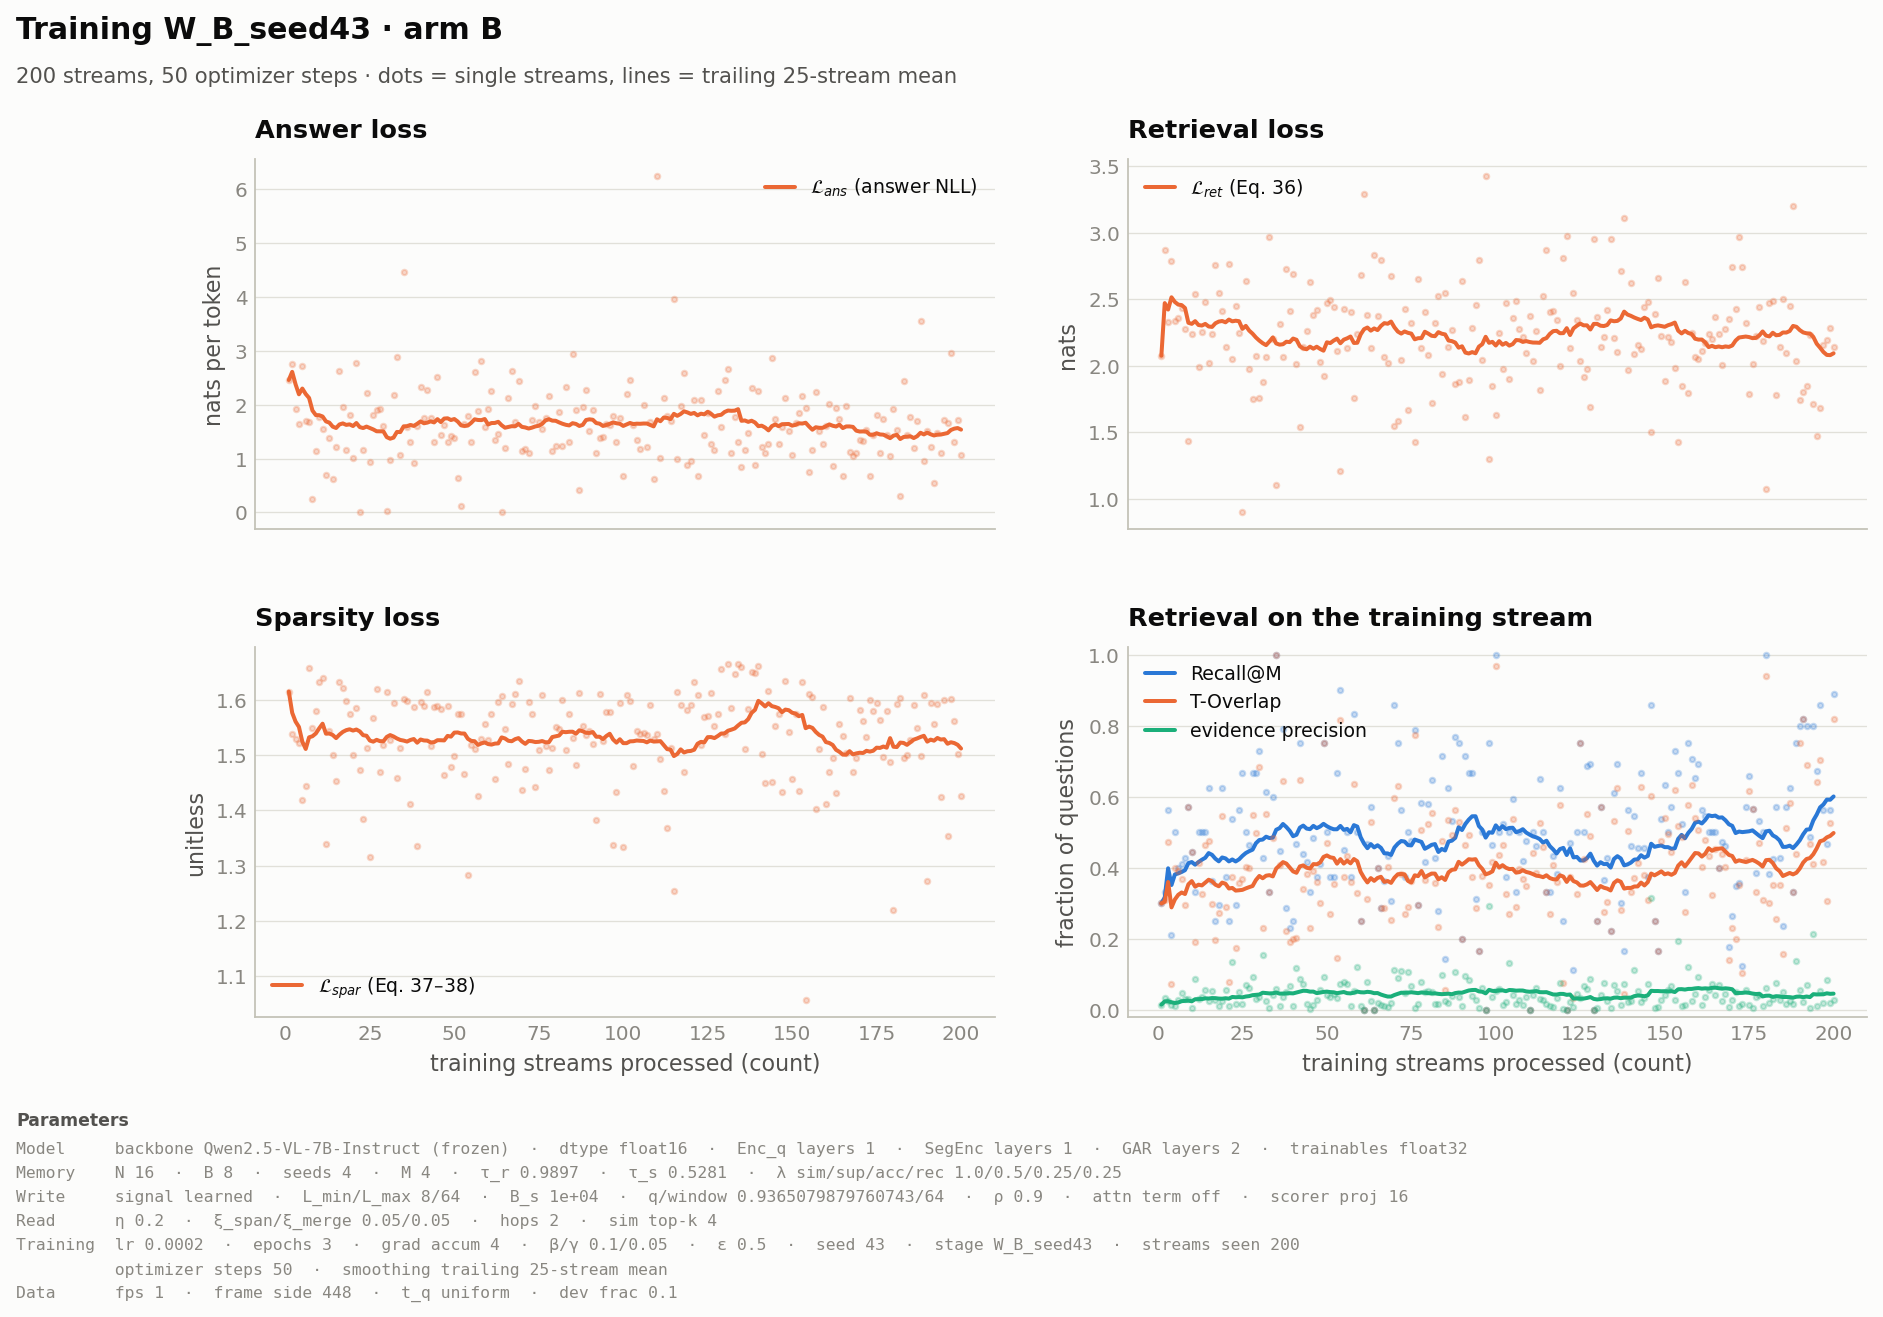 Training W_B_seed43 · arm B
200 streams, 50 optimizer steps · dots = single streams, lines = trailing 25-stream mean
Answer loss
nats per token
6
5
4
3
2
1
0
ℒans (answer NLL)
Retrieval loss
nats
3.5
3.0
2.5
2.0
1.5
1.0
ℒret (Eq. 36)
Sparsity loss
unitless
1.6
1.5
1.4
1.3
1.2
1.1
ℒspar (Eq. 37–38)
0 25 50 75 100 125 150 175 200
training streams processed (count)
Retrieval on the training stream
fraction of questions
1.0
0.8
0.6
0.4
0.2
0.0
Recall@M
T-Overlap
evidence precision
0 25 50 75 100 125 150 175 200
training streams processed (count)
Parameters
Model backbone Qwen2.5-VL-7B-Instruct (frozen) · dtype float16 · Enc_q layers 1 · SegEnc layers 1 · GAR layers 2 · trainables float32
Memory N 16 · B 8 · seeds 4 · M 4 · τ_r 0.9897 · τ_s 0.5281 · λ sim/sup/acc/rec 1.0/0.5/0.25/0.25
Write signal learned · L_min/L_max 8/64 · B_s 1e+04 · q/window 0.9365079879760743/64 · ρ 0.9 · attn term off · scorer proj 16
Read η 0.2 · ξ_span/ξ_merge 0.05/0.05 · hops 2 · sim top-k 4
Training lr 0.0002 · epochs 3 · grad accum 4 · β/γ 0.1/0.05 · ε 0.5 · seed 43 · stage W_B_seed43 · streams seen 200
optimizer steps 50 · smoothing trailing 25-stream mean
Data fps 1 · frame side 448 · t_q uniform · dev frac 0.1